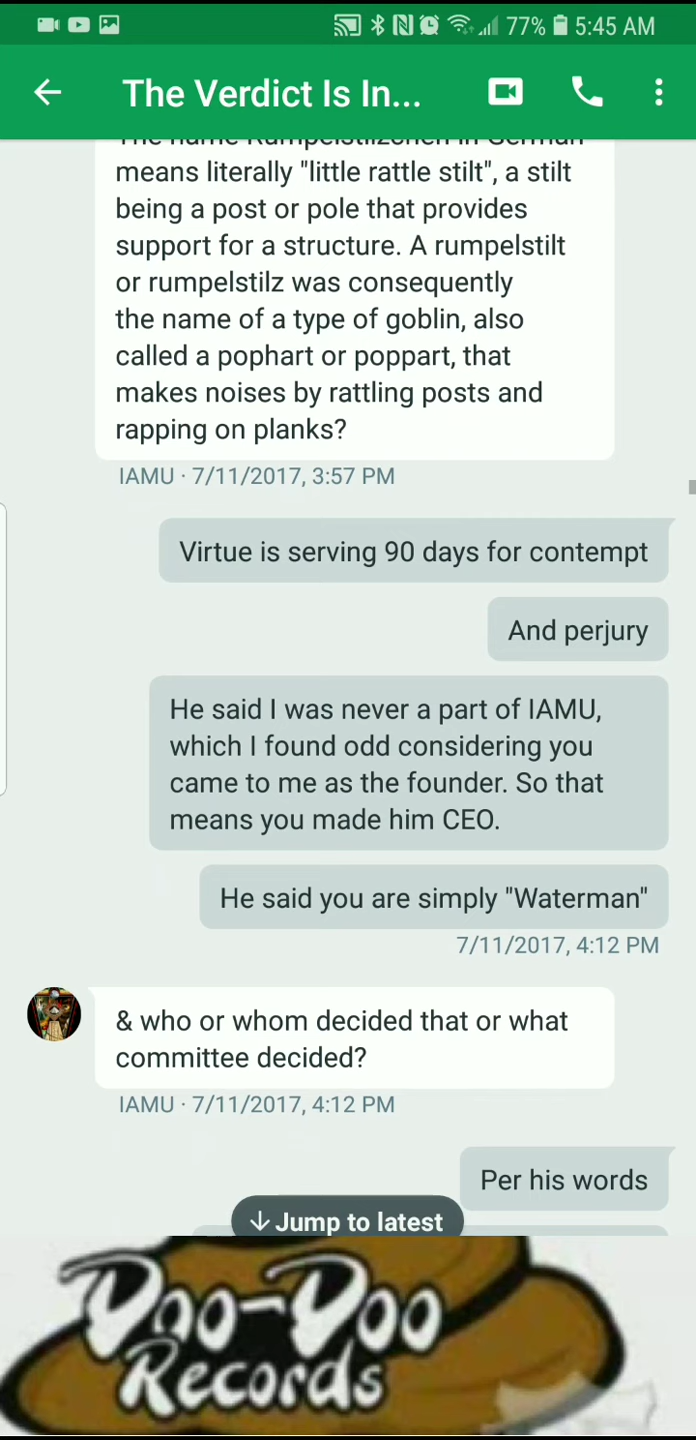 77% 5:45 AM
The Verdict Is In...
The name Rumpelstilzchen in German
means literally "little rattle stilt", a stilt
being a post or pole that provides
support for a structure. A rumpelstilt
or rumpelstilz was consequently
the name of a type of goblin, also
called a pophart or poppart, that
makes noises by rattling posts and
rapping on planks?
IAMU · 7/11/2017, 3:57 PM
Virtue is serving 90 days for contempt
And perjury
He said I was never a part of IAMU,
which I found odd considering you
came to me as the founder. So that
means you made him CEO.
He said you are simply "Waterman"
7/11/2017, 4:12 PM
& who or whom decided that or what
committee decided?
IAMU · 7/11/2017, 4:12 PM
Per his words
Jump to latest
Doo-Doo
Records